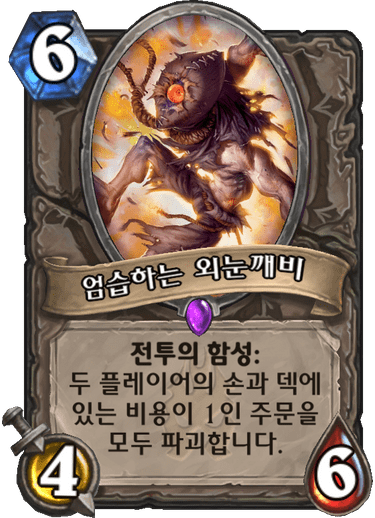 6
엄습하는 외눈깨비
전투의 함성:
두 플레이어의 손과 덱에
있는 비용이 1인 주문을
모두 파괴합니다.
4
6